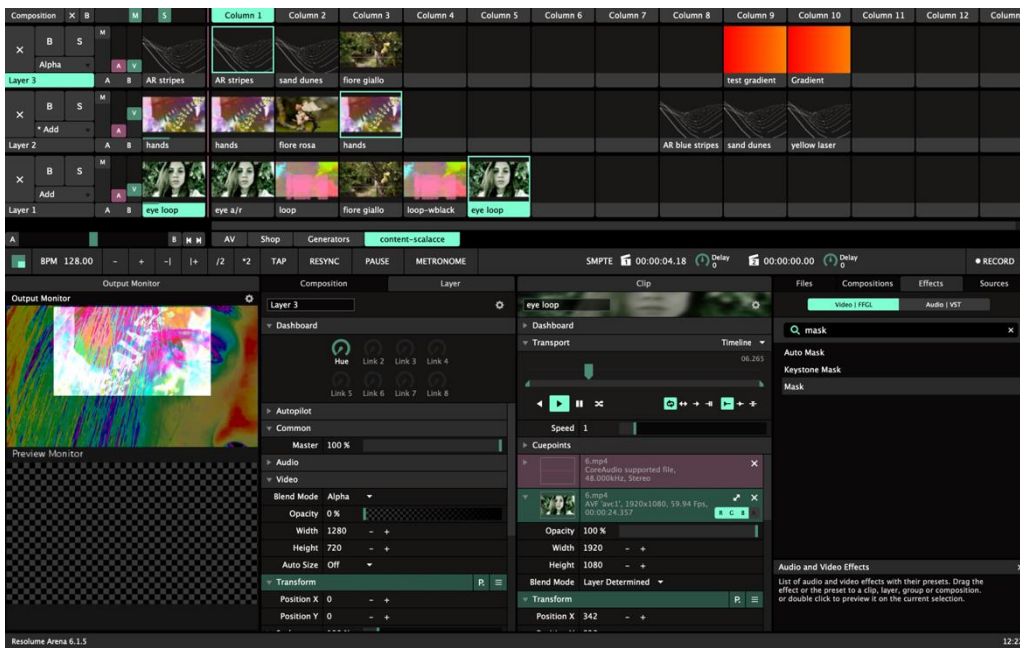 Composition X B M S Column 1 Column 2 Column 3 Column 4 Column 5 Column 6 Column 7 Column 8 Column 9 Column 10 Column 11 Column 12 Column
M
B S
Alpha A V
Layer 3 A B AR stripes AR stripes sand dunes fiore giallo test gradient Gradient
M
B S V
* Add A
Layer 2 A B hands hands fiore rosa hands AR blue stripes sand dunes yellow laser
M
B S V
Add A
Layer 1 A B eye loop eye a/r loop fiore giallo loop-wblack eye loop
A B AV Shop Generators content-scalacce
BPM 128.00 - + -| |+ /2 *2 TAP RESYNC PAUSE METRONOME SMPTE 1 00:00:04.18 Delay 0 2 00:00:00.00 Delay 0 RECORD
Output Monitor Composition Layer Clip Files Compositions Effects Sources
Output Monitor
Preview Monitor
Layer 3
Dashboard
Hue Link 2 Link 3 Link 4
Link 5 Link 6 Link 7 Link 8
Autopilot
Common
Master 100 %
Audio
Video
Blend Mode Alpha
Opacity 0 %
Width 1280 - +
Height 720 - +
Auto Size Off
Transform P.
Position X 0 - +
Position Y 0 - +
eye loop
Dashboard
Transport Timeline
06.265
Speed 1
Cuepoints
6.mp4
CoreAudio supported file,
48.000kHz, Stereo
6.mp4
AVF 'avc1', 1920x1080, 59.94 Fps,
00:00:24.357 R G B
Opacity 100 %
Width 1920 - +
Height 1080 - +
Blend Mode Layer Determined
Transform P.
Position X 342 - +
Video | FFGL Audio | VST
mask
Auto Mask
Keystone Mask
Mask
Audio and Video Effects
List of audio and video effects with their presets. Drag the
effect or the preset to a clip, layer, group or composition.
or double click to preview it on the current selection.
Resolume Arena 6.1.5 12:2